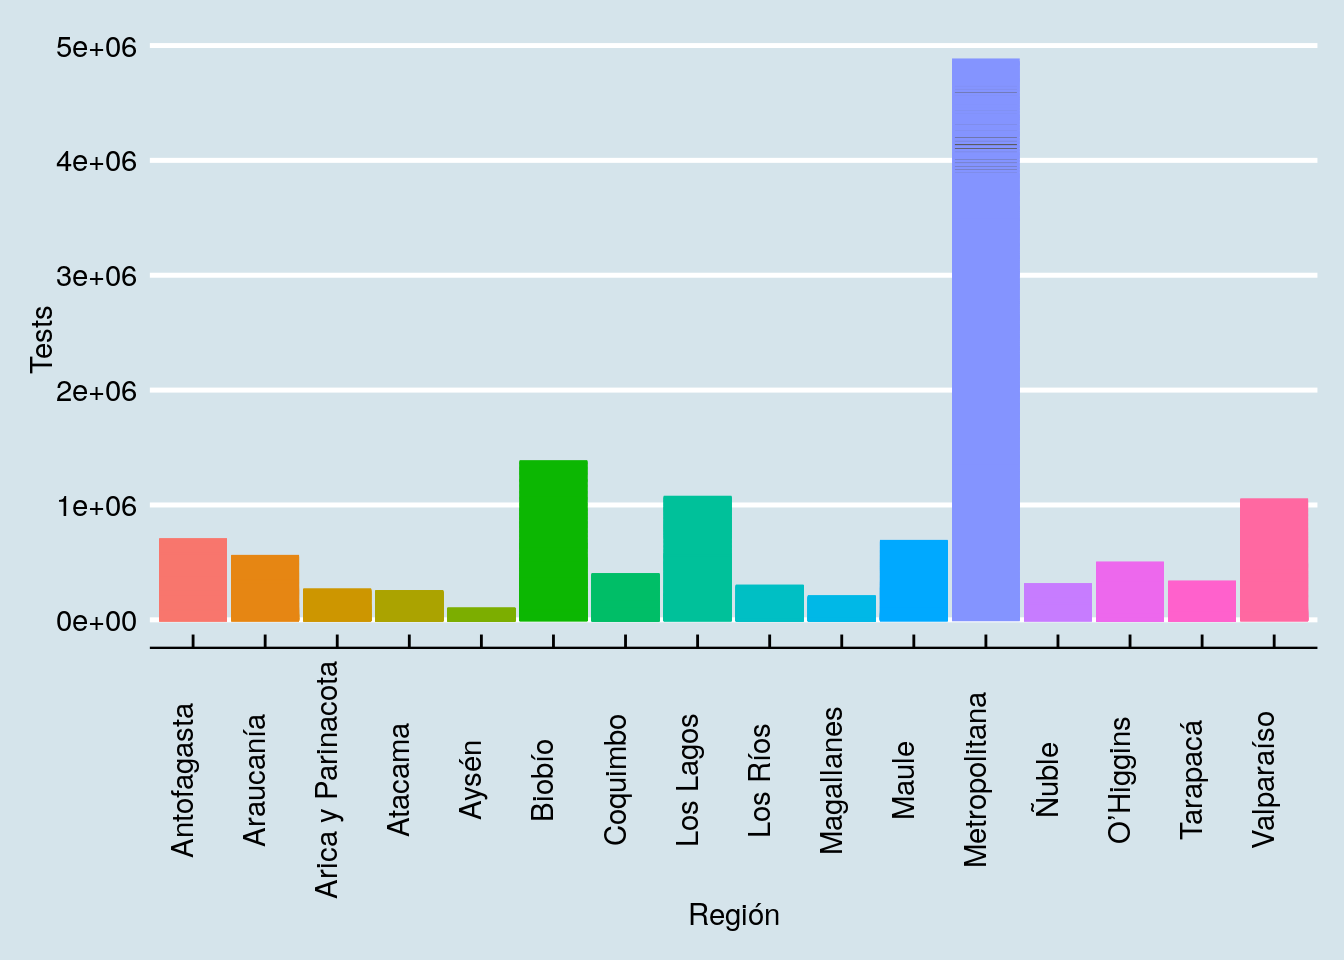 5e+06
4e+06
3e+06
2e+06
1e+06
0e+00
Tests
Antofagasta
Araucanía
Arica y Parinacota
Atacama
Aysén
Biobío
Coquimbo
Los Lagos
Los Ríos
Magallanes
Maule
Metropolitana
Ñuble
O’Higgins
Tarapacá
Valparaíso
Región